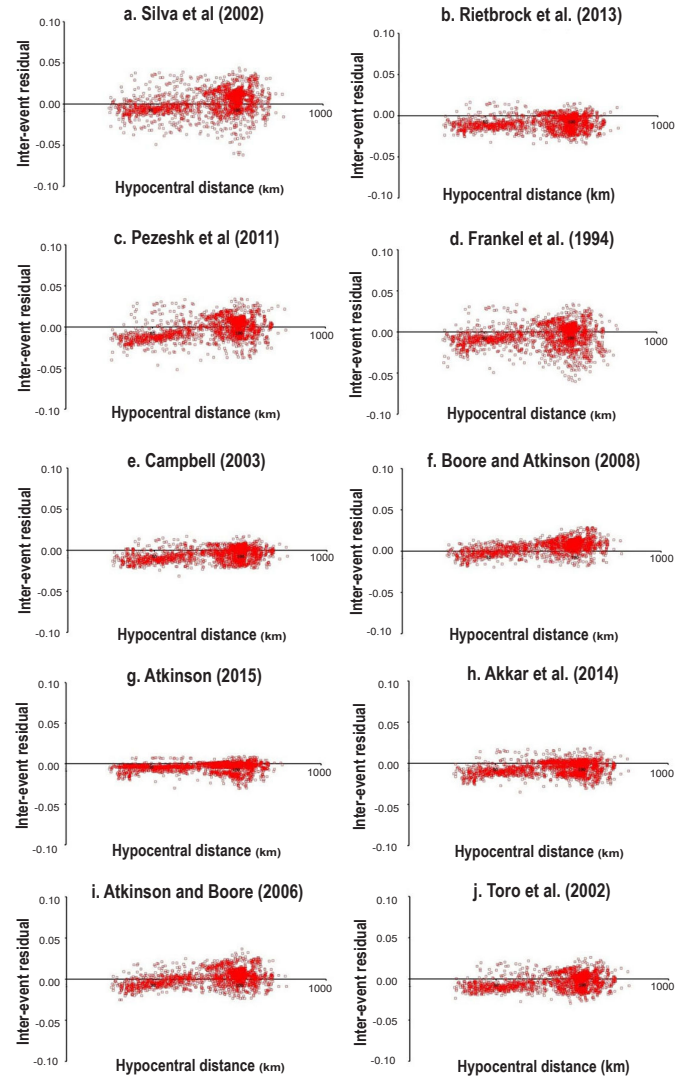 a. Silva et al (2002)
Inter-event residual
0.10
0.05
0.00
-0.05
-0.10
1000
Hypocentral distance (km)
b. Rietbrock et al. (2013)
Inter-event residual
0.10
0.05
0.00
-0.05
-0.10
1000
Hypocentral distance (km)
c. Pezeshk et al (2011)
Inter-event residual
0.10
0.05
0.00
-0.05
-0.10
1000
Hypocentral distance (km)
d. Frankel et al. (1994)
Inter-event residual
0.10
0.05
0.00
-0.05
-0.10
1000
Hypocentral distance (km)
e. Campbell (2003)
Inter-event residual
0.10
0.05
0.00
-0.05
-0.10
1000
Hypocentral distance (km)
f. Boore and Atkinson (2008)
Inter-event residual
0.10
0.05
0.00
-0.05
-0.10
1000
Hypocentral distance (km)
g. Atkinson (2015)
Inter-event residual
0.10
0.05
-0.00
-0.05
-0.10
1000
Hypocentral distance (km)
h. Akkar et al. (2014)
Inter-event residual
0.10
0.05
0.00
-0.05
-0.10
1000
Hypocentral distance (km)
i. Atkinson and Boore (2006)
Inter-event residual
0.10
0.05
0.00
-0.05
-0.10
1000
Hypocentral distance (km)
j. Toro et al. (2002)
Inter-event residual
0.10
0.05
0.00
-0.05
-0.10
1000
Hypocentral distance (km)